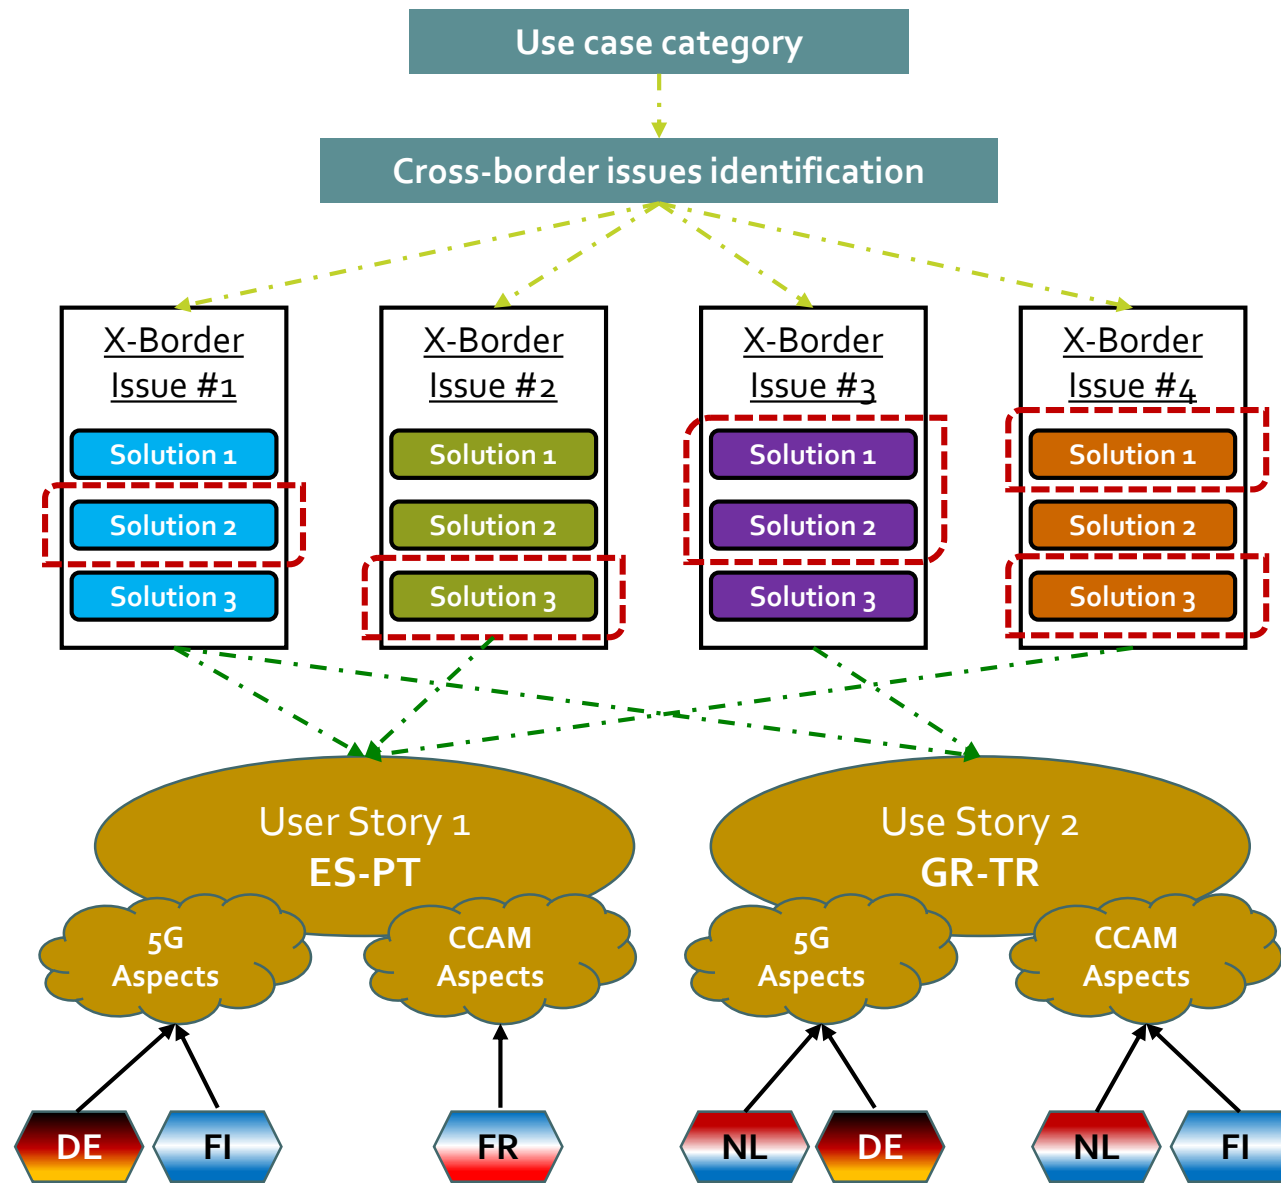 Use case category
Cross-border issues identification
X-Border
Issue #1
Solution 1
Solution 2
Solution 3
X-Border
Issue #2
Solution 1
Solution 2
Solution 3
X-Border
Issue #3
Solution 1
Solution 2
Solution 3
X-Border
Issue #4
Solution 1
Solution 2
Solution 3
User Story 1
ES-PT
5G
Aspects
CCAM
Aspects
Use Story 2
GR-TR
5G
Aspects
CCAM
Aspects
DE
FI
FR
NL
DE
NL
FI